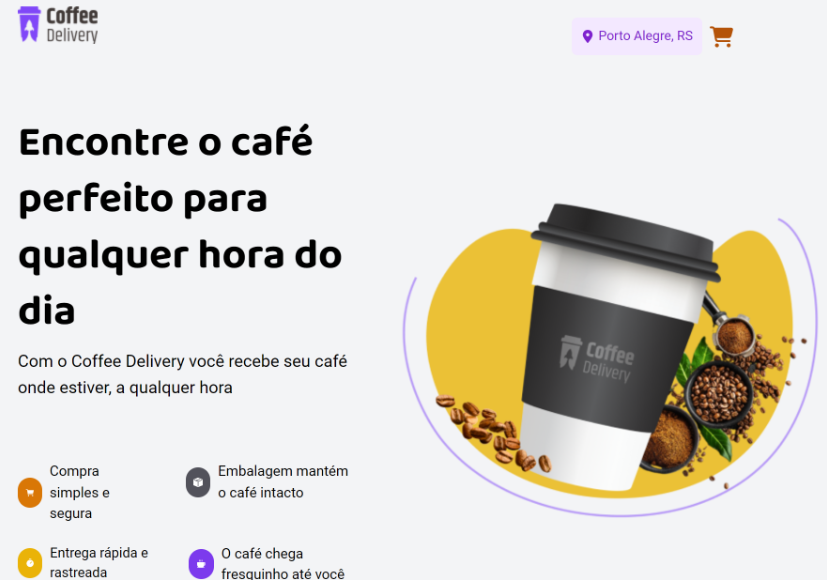 Coffee
Delivery
Porto Alegre, RS
Encontre o café
perfeito para
qualquer hora do
dia
Com o Coffee Delivery você recebe seu café
onde estiver, a qualquer hora
Coffee
Delivery
Compra
simples e
segura
Embalagem mantém
o café intacto
Entrega rápida e
rastreada
O café chega
fresquinho até você